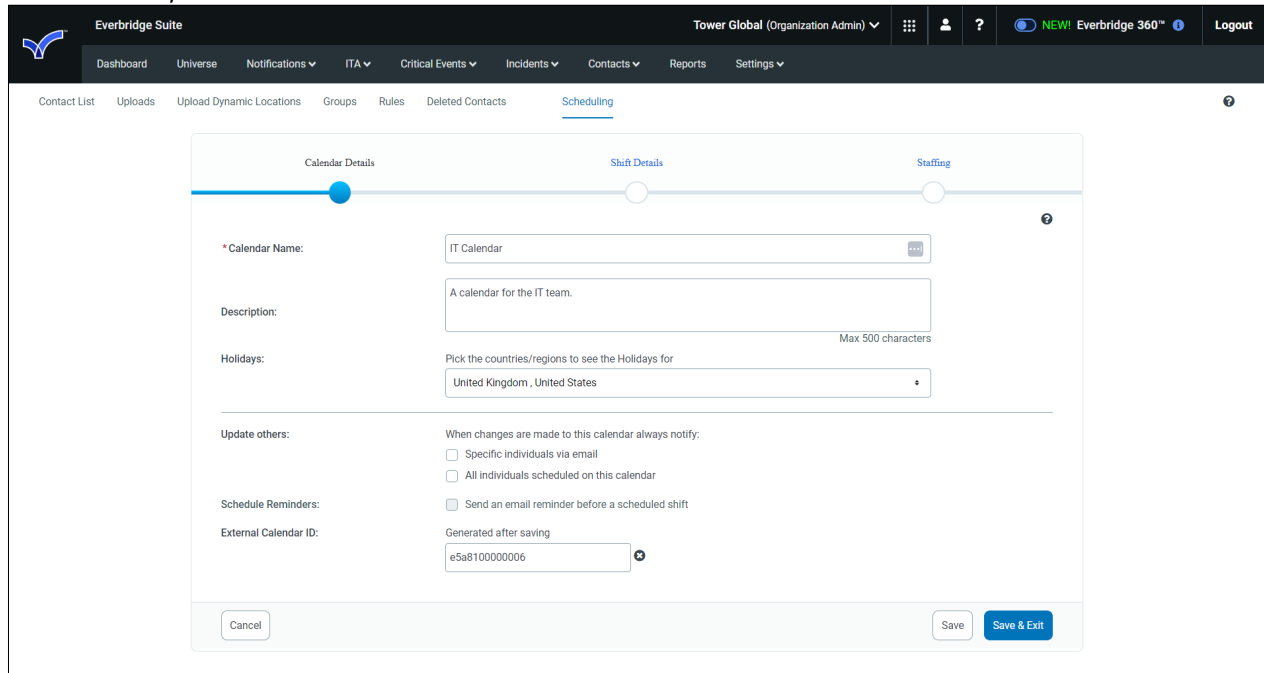 Everbridge Suite
Tower Global (Organization Admin)
?
NEW! Everbridge 360™
Logout
Dashboard
Universe
Notifications
ITA
Critical Events
Incidents
Contacts
Reports
Settings
Contact List
Uploads
Upload Dynamic Locations
Groups
Rules
Deleted Contacts
Scheduling
?
Calendar Details
Shift Details
Staffing
?
*Calendar Name:
IT Calendar
Description:
A calendar for the IT team.
Max 500 characters
Holidays:
Pick the countries/regions to see the Holidays for
United Kingdom , United States
Update others:
When changes are made to this calendar always notify:
Specific individuals via email
All individuals scheduled on this calendar
Schedule Reminders:
Send an email reminder before a scheduled shift
External Calendar ID:
Generated after saving
e5a8100000006
Cancel
Save
Save & Exit